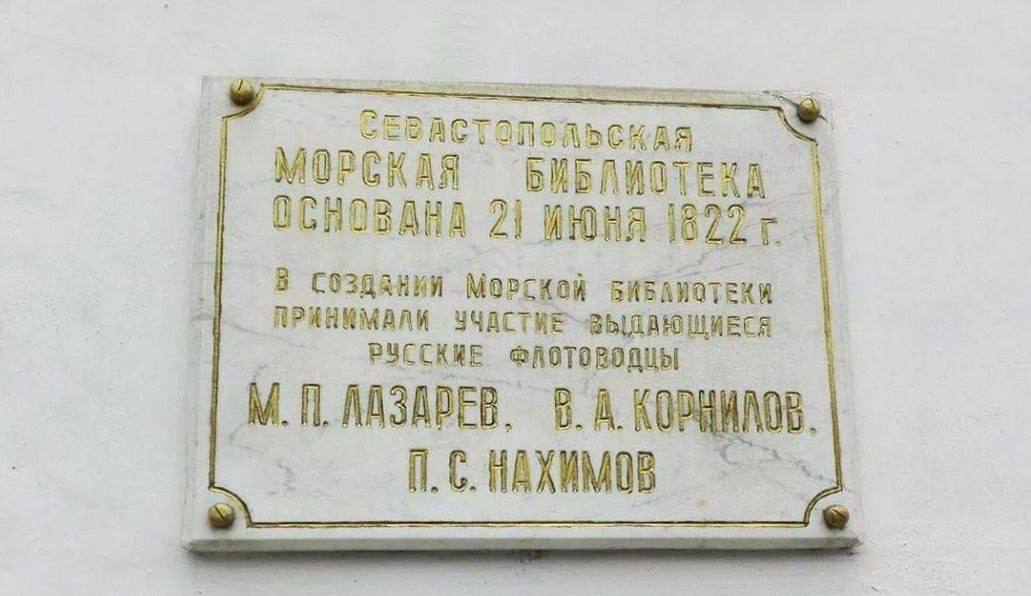 Севастопольская
МОРСКАЯ БИБЛИОТЕКА
ОСНОВАНА 21 ИЮНЯ 1822 г.
В СОЗДАНИИ МОРСКОЙ БИБЛИОТЕКИ
ПРИНИМАЛИ УЧАСТИЕ ВЫДАЮЩИЕСЯ
РУССКИЕ ФЛОТОВОДЦЫ
М. П. ЛАЗАРЕВ, В. А. КОРНИЛОВ,
П. С. НАХИМОВ